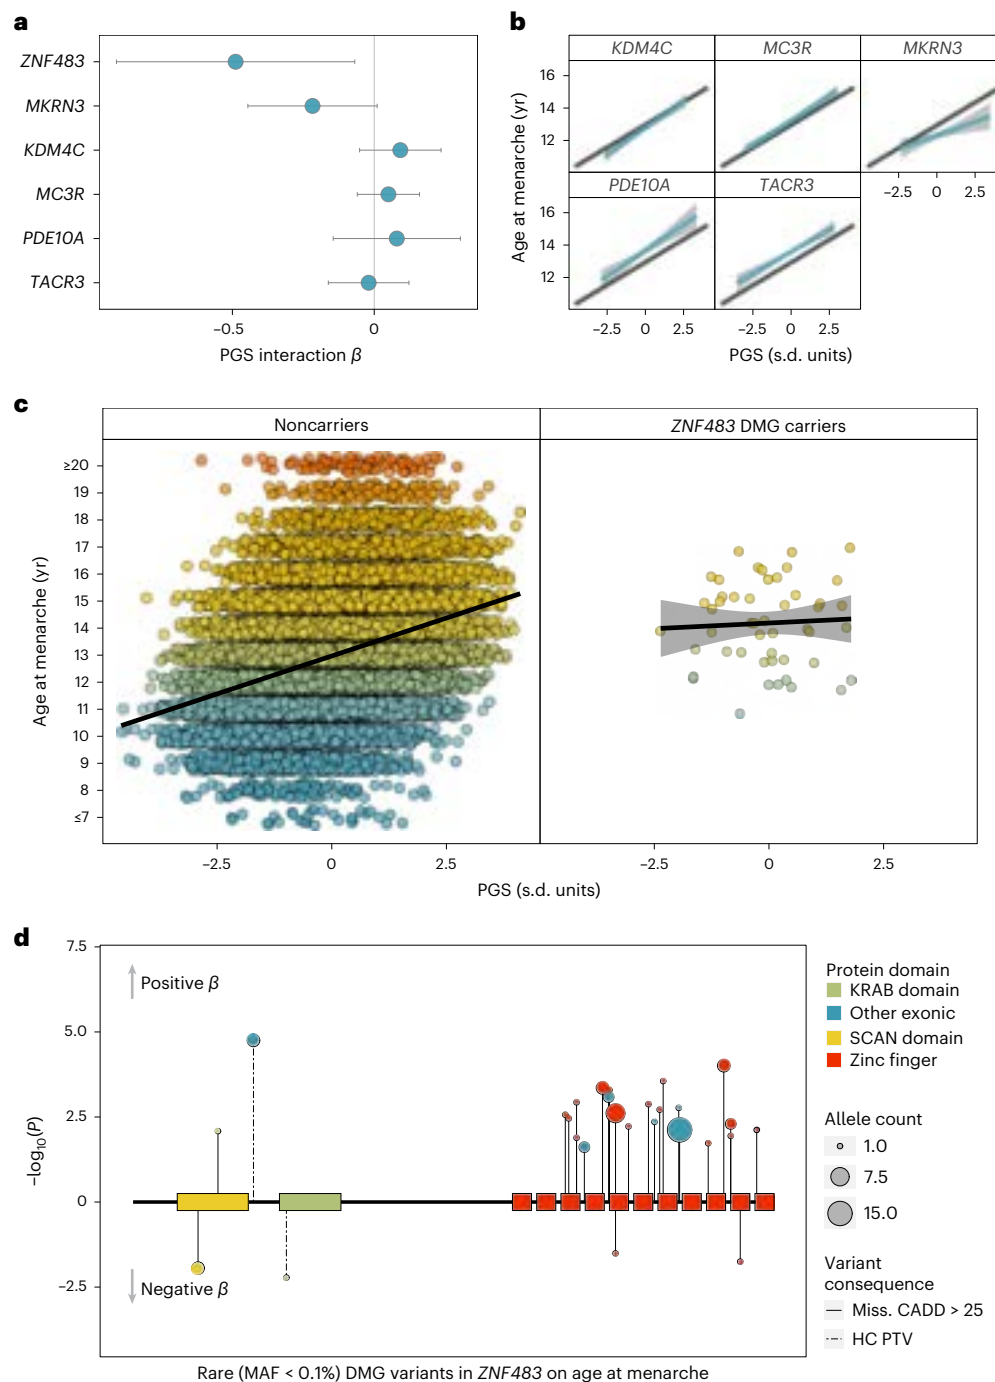 a
ZNF483
MKRN3
KDM4C
MC3R
PDE10A
TACR3
−0.5
0
PGS interaction β
b
KDM4C
MC3R
MKRN3
16
14
12
−2.5
0
2.5
PDE10A
TACR3
16
14
12
Age at menarche (yr)
−2.5
0
2.5
−2.5
0
2.5
PGS (s.d. units)
c
Noncarriers
ZNF483 DMG carriers
≥20
19
18
17
16
15
14
13
12
11
10
9
8
≤7
Age at menarche (yr)
−2.5
0
2.5
−2.5
0
2.5
PGS (s.d. units)
d
7.5
5.0
2.5
0
−2.5
−log10(P)
Positive β
Negative β
Rare (MAF < 0.1%) DMG variants in ZNF483 on age at menarche
Protein domain
KRAB domain
Other exonic
SCAN domain
Zinc finger
Allele count
1.0
7.5
15.0
Variant
consequence
Miss. CADD > 25
HC PTV